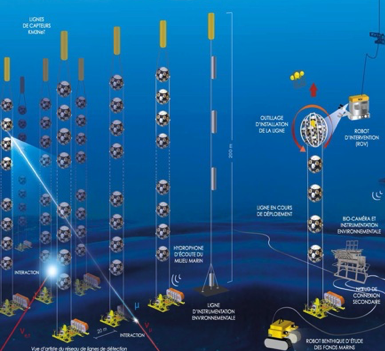 LIGNES
DE CAPTEURS
KM3NeT
OUTILLAGE
D'INSTALLATION
DE LA LIGNE
ROBOT
D'INTERVENTION
(ROV)
LIGNE EN COURS
DE DÉPLOIEMENT
BIO-CAMÉRA ET
INSTRUMENTATION
ENVIRONNEMENTALE
HYDROPHONE
D'ÉCOUTE DU
MILIEU MARIN
INTERACTION
NŒUD DE
CONNEXION
SECONDAIRE
LIGNE
D'INSTRUMENTATION
ENVIRONNEMENTALE
20 m
μ
INTERACTION
ROBOT BENTHIQUE D'ÉTUDE
DES FONDS MARINS
Vue d'artiste du réseau de lignes de détection